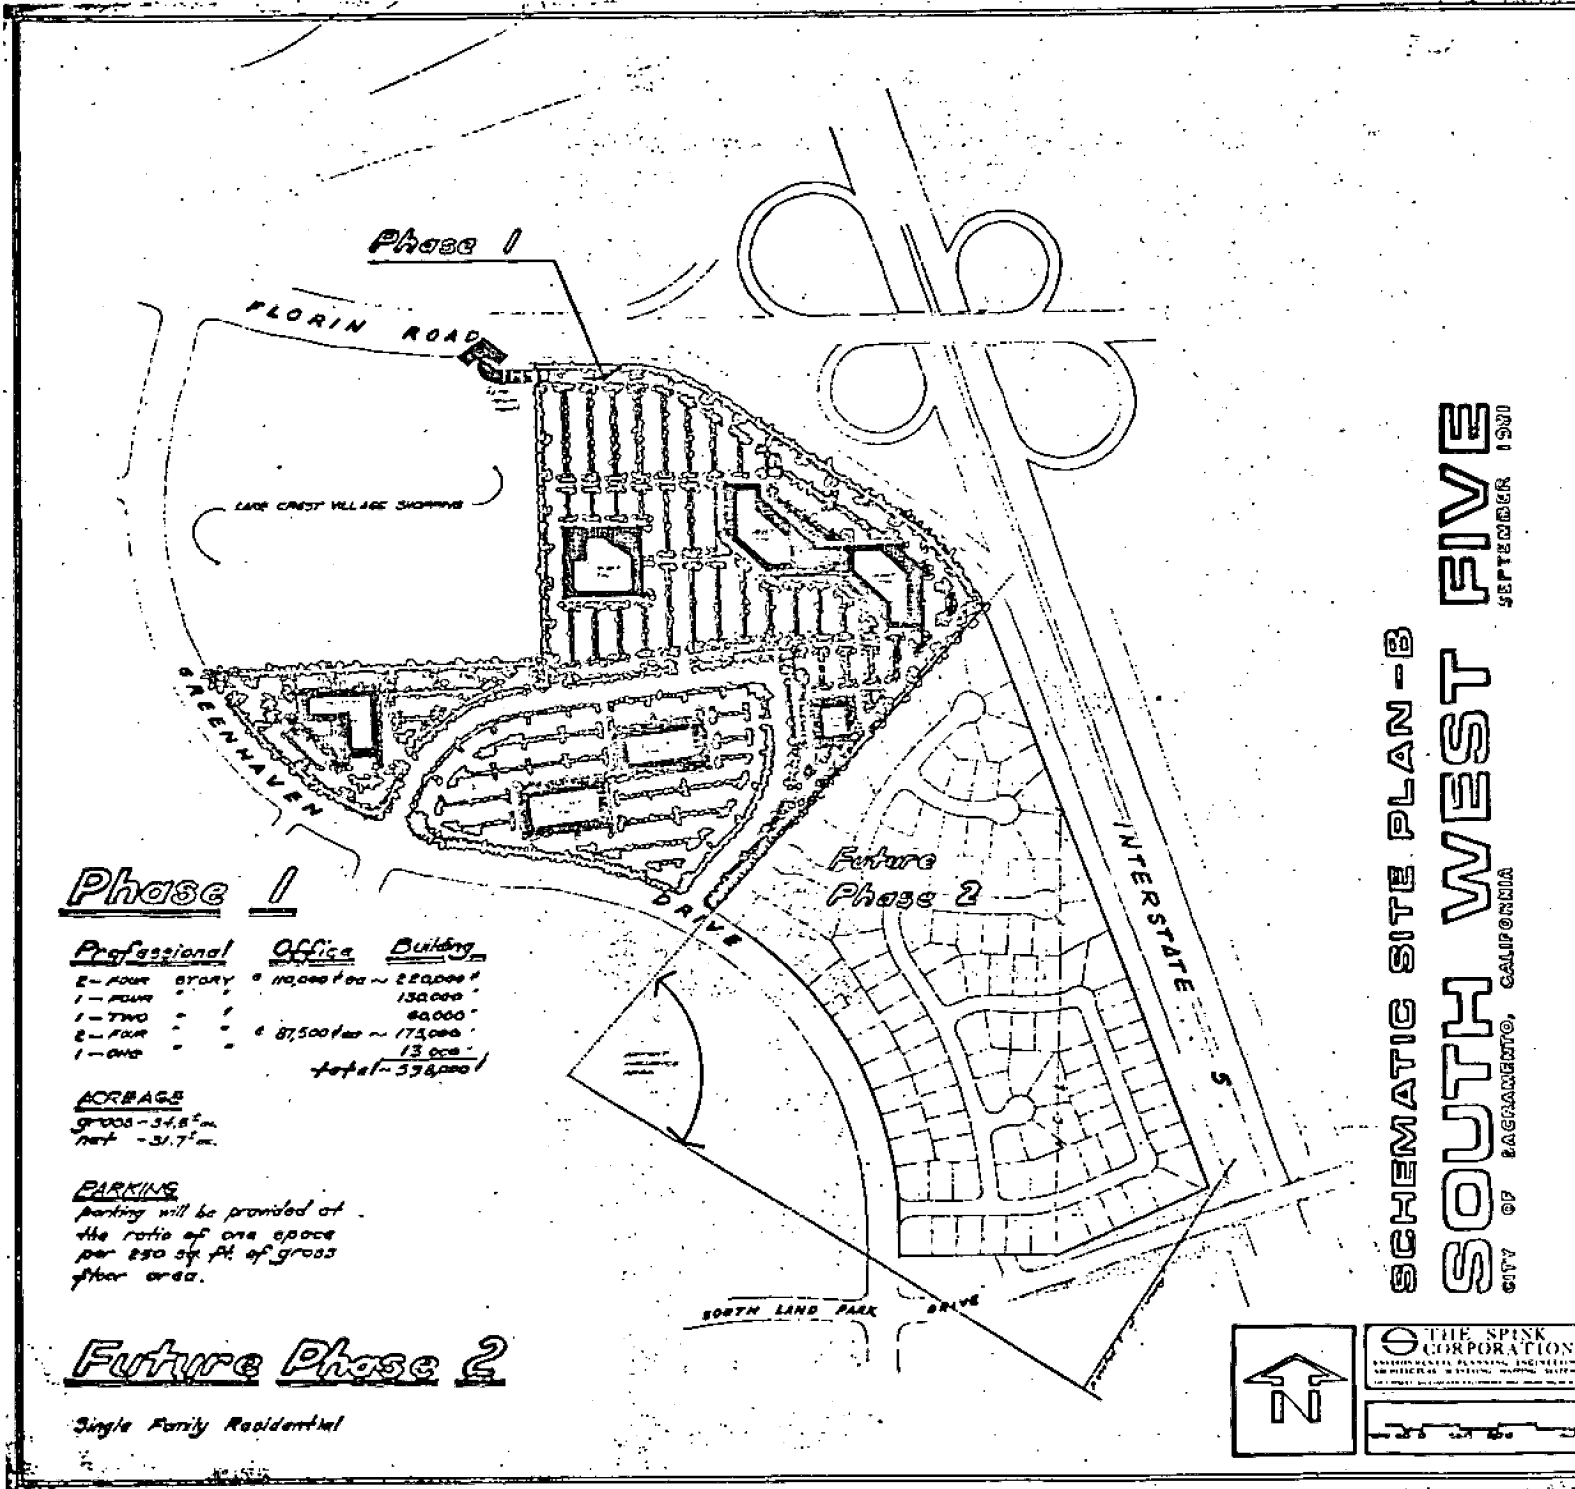 Phase 1
FLORIN ROAD
LAKE CREST VILLAGE SHOPPING
GREENHAVEN
DRIVE
Future
Phase 2
INTERSTATE 5
SOUTH LAND PARK DRIVE
Phase 1
Professional Office Building
2-FOUR STORY 110,000 ea ~ 220,000
1-FOUR " " 130,000 "
1-TWO " "
2-FOUR " " 87,500 ea ~ 175,000
1-ONE " " 13 000
total ~ 598,000
ACREAGE
gross - 34.8± ac.
net - 31.7± ac.
PARKING
parking will be provided at
the ratio of one space
per 250 sq. ft. of gross
floor area.
Future Phase 2
Single Family Residential
SCHEMATIC SITE PLAN-B
SOUTH WEST FIVE
CITY OF SACRAMENTO, CALIFORNIA SEPTEMBER 1981
N
THE SPINK
CORPORATION